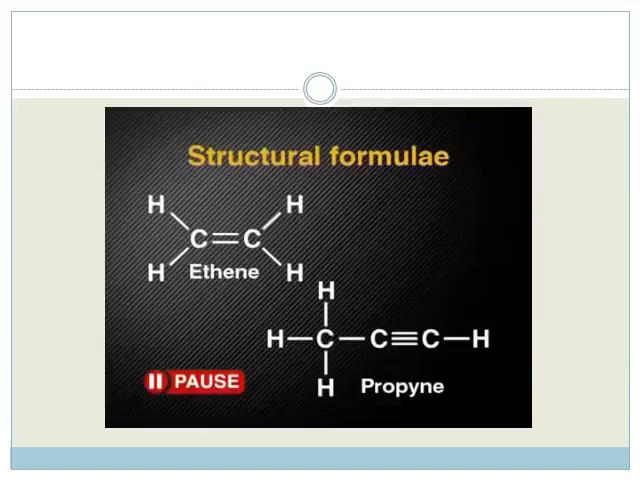 Structural formulae
H H
C=C
H Ethene H
H
H—C—C≡C—H
H Propyne
PAUSE